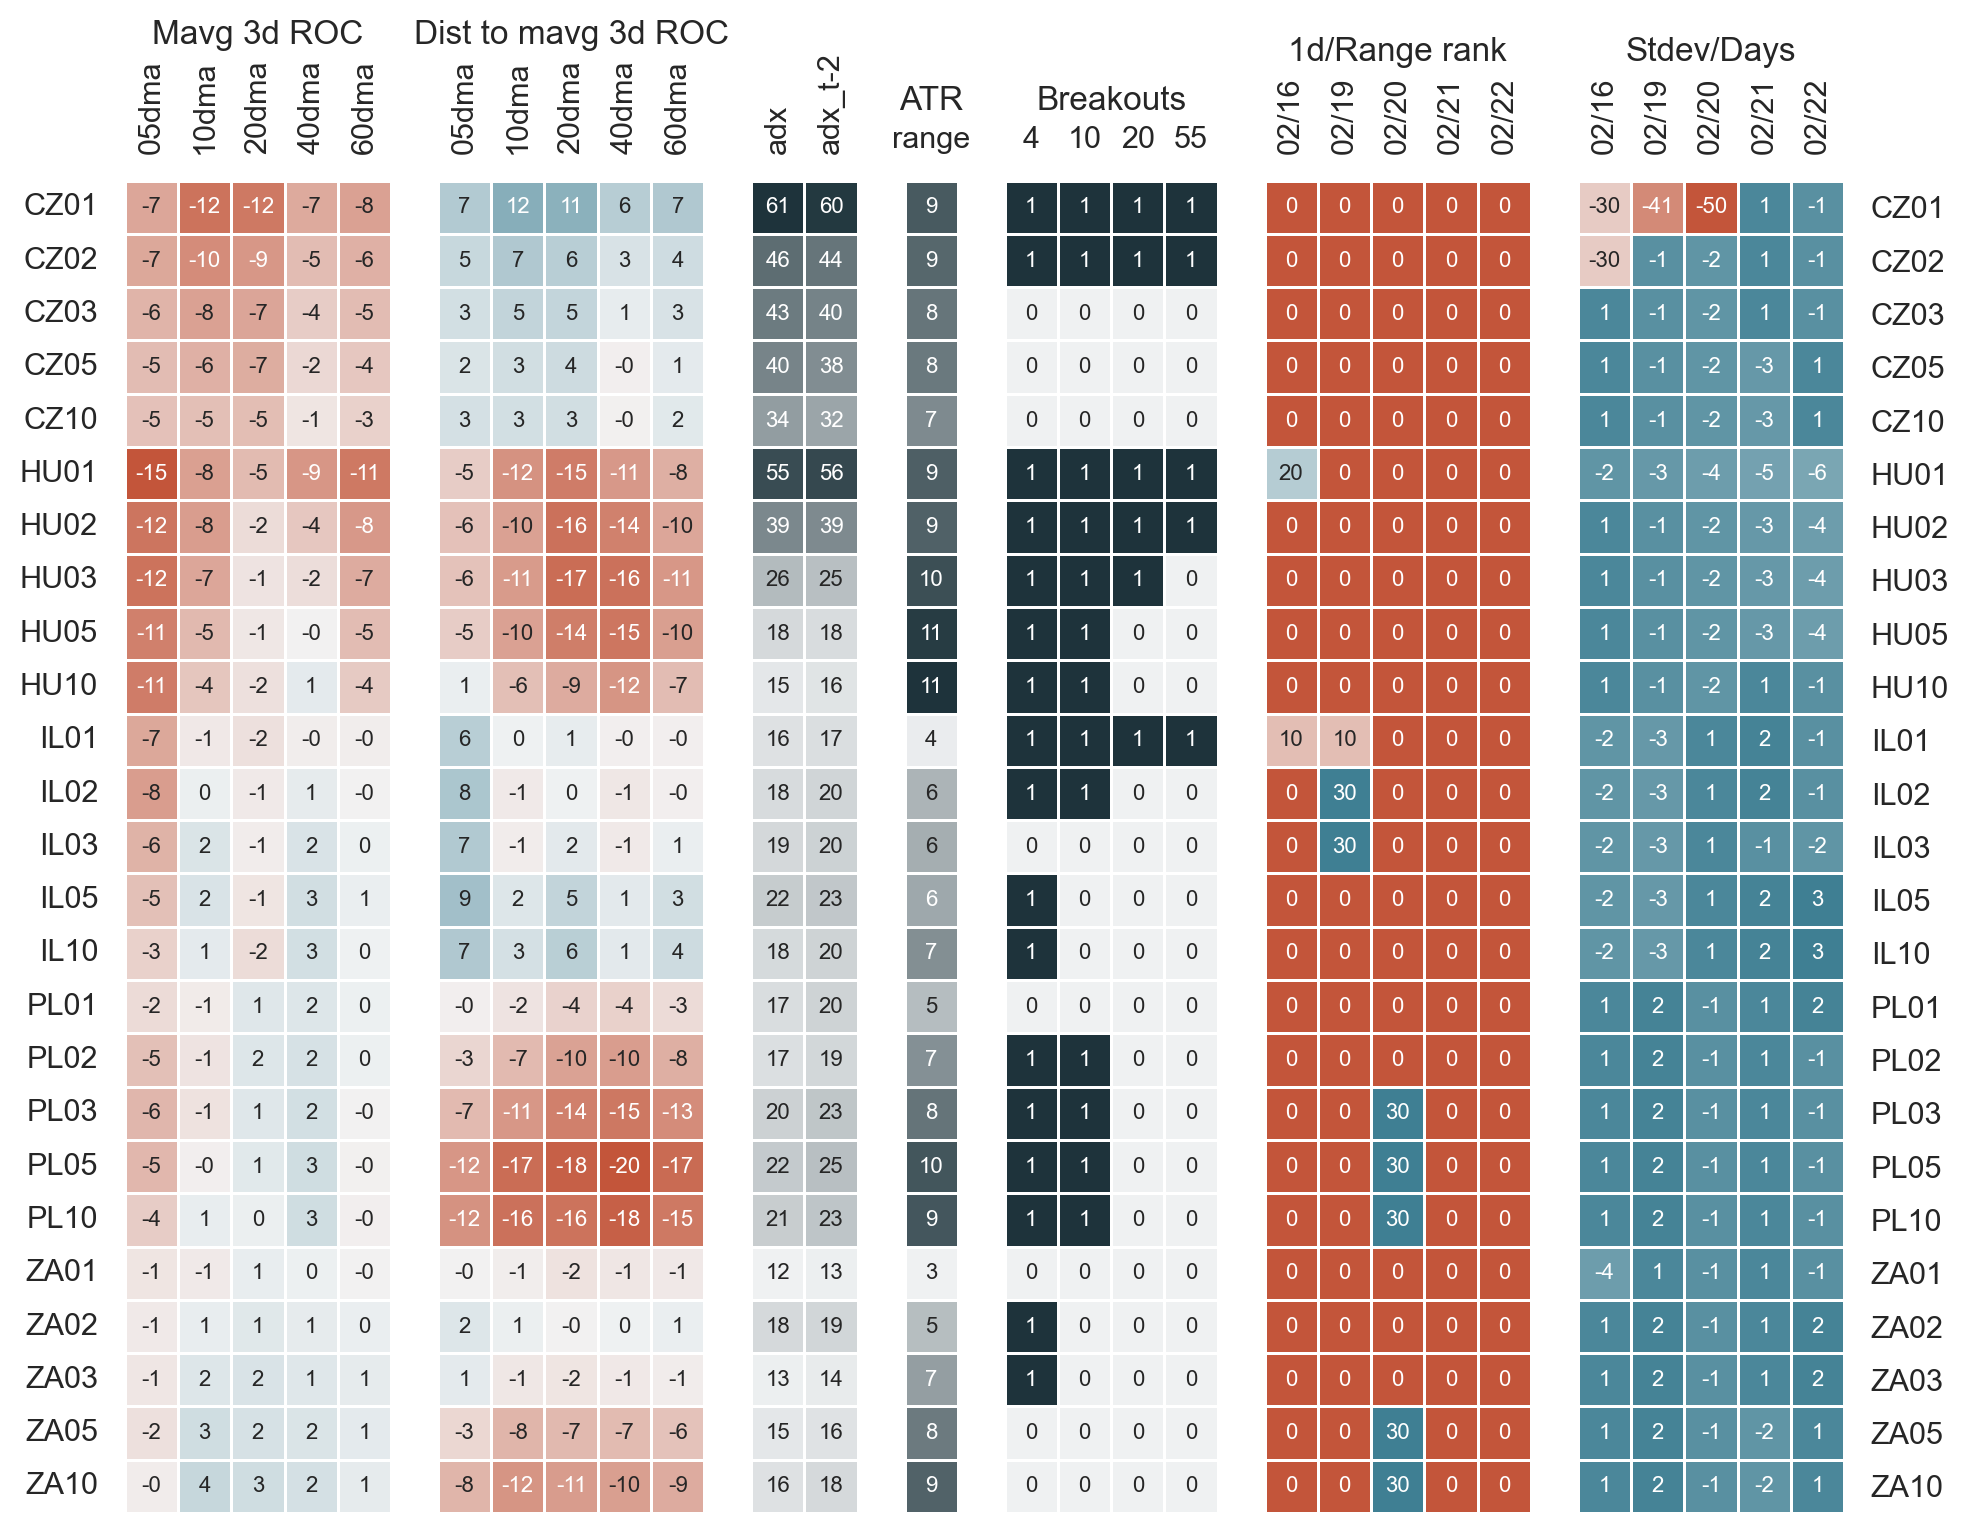 Mavg 3d ROC Dist to mavg 3d ROC 1d/Range rank Stdev/Days
ATR Breakouts
05dma 10dma 20dma 40dma 60dma 05dma 10dma 20dma 40dma 60dma adx adx_t-2 range 4 10 20 55 02/16 02/19 02/20 02/21 02/22 02/16 02/19 02/20 02/21 02/22
CZ01 -7 -12 -12 -7 -8 7 12 11 6 7 61 60 9 1 1 1 1 0 0 0 0 0 -30 -41 -50 1 -1 CZ01
CZ02 -7 -10 -9 -5 -6 5 7 6 3 4 46 44 9 1 1 1 1 0 0 0 0 0 -30 -1 -2 1 -1 CZ02
CZ03 -6 -8 -7 -4 -5 3 5 5 1 3 43 40 8 0 0 0 0 0 0 0 0 0 1 -1 -2 1 -1 CZ03
CZ05 -5 -6 -7 -2 -4 2 3 4 -0 1 40 38 8 0 0 0 0 0 0 0 0 0 1 -1 -2 -3 1 CZ05
CZ10 -5 -5 -5 -1 -3 3 3 3 -0 2 34 32 7 0 0 0 0 0 0 0 0 0 1 -1 -2 -3 1 CZ10
HU01 -15 -8 -5 -9 -11 -5 -12 -15 -11 -8 55 56 9 1 1 1 1 20 0 0 0 0 -2 -3 -4 -5 -6 HU01
HU02 -12 -8 -2 -4 -8 -6 -10 -16 -14 -10 39 39 9 1 1 1 1 0 0 0 0 0 1 -1 -2 -3 -4 HU02
HU03 -12 -7 -1 -2 -7 -6 -11 -17 -16 -11 26 25 10 1 1 1 0 0 0 0 0 0 1 -1 -2 -3 -4 HU03
HU05 -11 -5 -1 -0 -5 -5 -10 -14 -15 -10 18 18 11 1 1 0 0 0 0 0 0 0 1 -1 -2 -3 -4 HU05
HU10 -11 -4 -2 1 -4 1 -6 -9 -12 -7 15 16 11 1 1 0 0 0 0 0 0 0 1 -1 -2 1 -1 HU10
IL01 -7 -1 -2 -0 -0 6 0 1 -0 -0 16 17 4 1 1 1 1 10 10 0 0 0 -2 -3 1 2 -1 IL01
IL02 -8 0 -1 1 -0 8 -1 0 -1 -0 18 20 6 1 1 0 0 0 30 0 0 0 -2 -3 1 2 -1 IL02
IL03 -6 2 -1 2 0 7 -1 2 -1 1 19 20 6 0 0 0 0 0 30 0 0 0 -2 -3 1 -1 -2 IL03
IL05 -5 2 -1 3 1 9 2 5 1 3 22 23 6 1 0 0 0 0 0 0 0 0 -2 -3 1 2 3 IL05
IL10 -3 1 -2 3 0 7 3 6 1 4 18 20 7 1 0 0 0 0 0 0 0 0 -2 -3 1 2 3 IL10
PL01 -2 -1 1 2 0 -0 -2 -4 -4 -3 17 20 5 0 0 0 0 0 0 0 0 0 1 2 -1 1 2 PL01
PL02 -5 -1 2 2 0 -3 -7 -10 -10 -8 17 19 7 1 1 0 0 0 0 0 0 0 1 2 -1 1 -1 PL02
PL03 -6 -1 1 2 -0 -7 -11 -14 -15 -13 20 23 8 1 1 0 0 0 0 30 0 0 1 2 -1 1 -1 PL03
PL05 -5 -0 1 3 -0 -12 -17 -18 -20 -17 22 25 10 1 1 0 0 0 0 30 0 0 1 2 -1 1 -1 PL05
PL10 -4 1 0 3 -0 -12 -16 -16 -18 -15 21 23 9 1 1 0 0 0 0 30 0 0 1 2 -1 1 -1 PL10
ZA01 -1 -1 1 0 -0 -0 -1 -2 -1 -1 12 13 3 0 0 0 0 0 0 0 0 0 -4 1 -1 1 -1 ZA01
ZA02 -1 1 1 1 0 2 1 -0 0 1 18 19 5 1 0 0 0 0 0 0 0 0 1 2 -1 1 2 ZA02
ZA03 -1 2 2 1 1 1 -1 -2 -1 -1 13 14 7 1 0 0 0 0 0 0 0 0 1 2 -1 1 2 ZA03
ZA05 -2 3 2 2 1 -3 -8 -7 -7 -6 15 16 8 0 0 0 0 0 0 30 0 0 1 2 -1 -2 1 ZA05
ZA10 -0 4 3 2 1 -8 -12 -11 -10 -9 16 18 9 0 0 0 0 0 0 30 0 0 1 2 -1 -2 1 ZA10